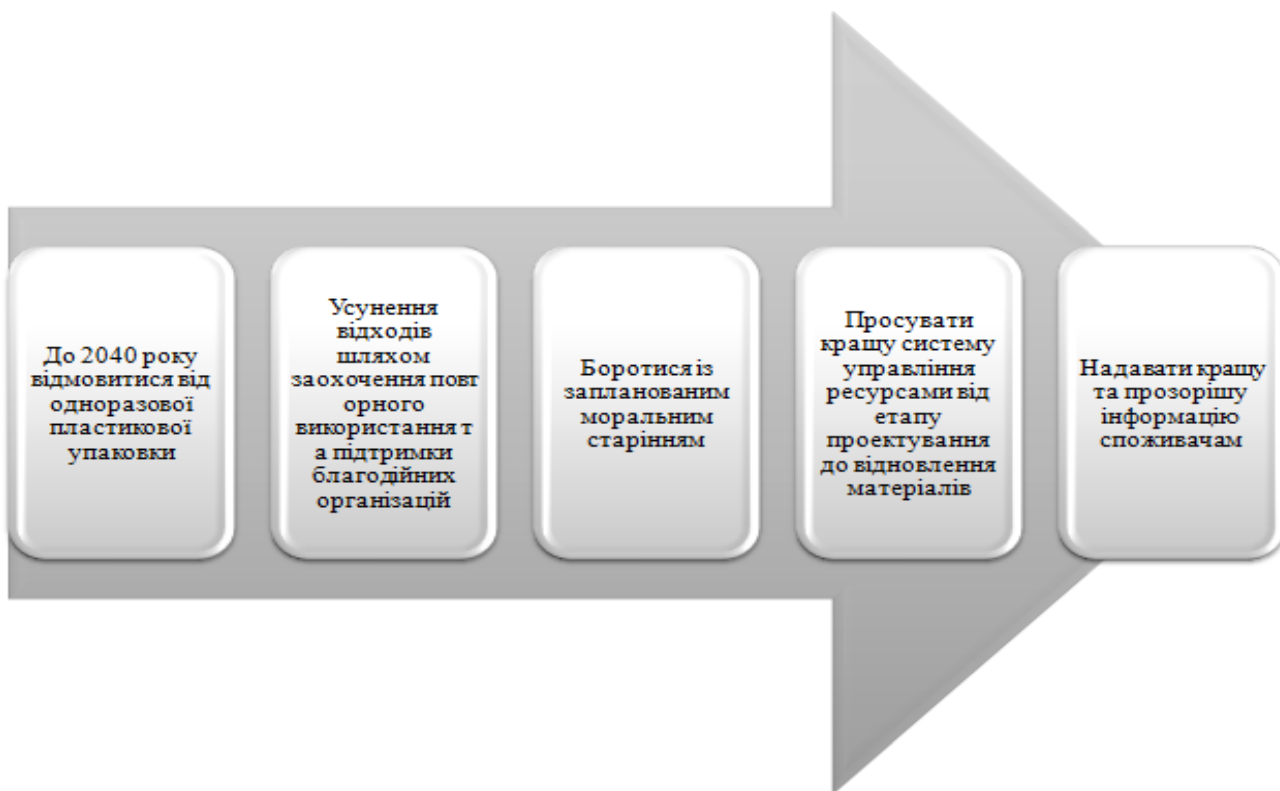 До 2040 року
відмовитися від
одноразової
пластикової
упаковки
Усунення
відходів
шляхом
заохочення повт
орного
використання т
а підтримки
благодійних
організацій
Боротися із
запланованим
моральним
старінням
Просувати
кращу систему
управління
ресурсами від
етапу
проектування
до відновлення
матеріалів
Надавати кращу
та прозорішу
інформацію
споживачам